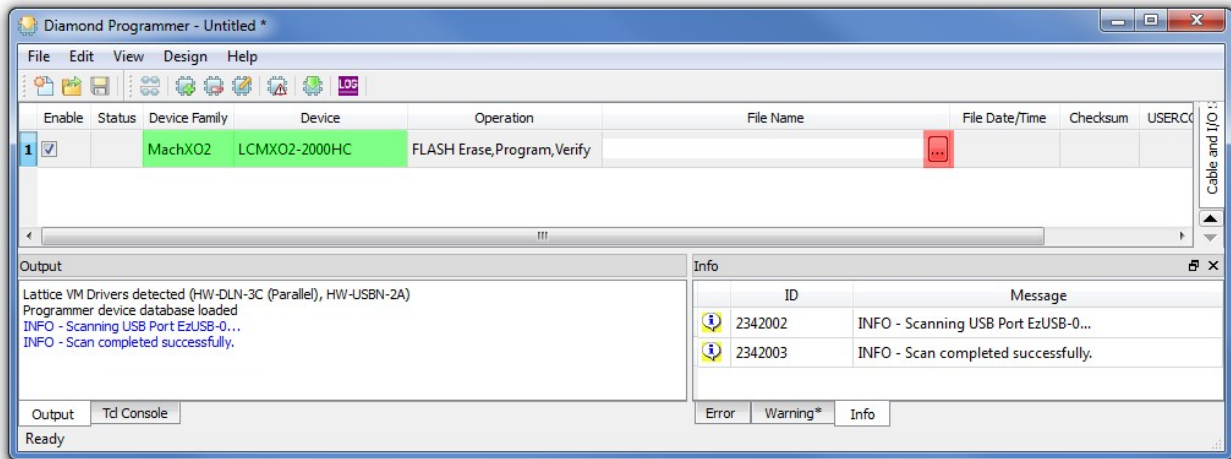 Diamond Programmer - Untitled *
File Edit View Design Help
LOG
Enable Status Device Family Device Operation File Name File Date/Time Checksum USERCO
1 MachXO2 LCMXO2-2000HC FLASH Erase,Program,Verify ...
Cable and I/O S
Output
Lattice VM Drivers detected (HW-DLN-3C (Parallel), HW-USBN-2A)
Programmer device database loaded
INFO - Scanning USB Port EzUSB-0...
INFO - Scan completed successfully.
Output Tcl Console
Info
ID Message
2342002 INFO - Scanning USB Port EzUSB-0...
2342003 INFO - Scan completed successfully.
Error Warning* Info
Ready